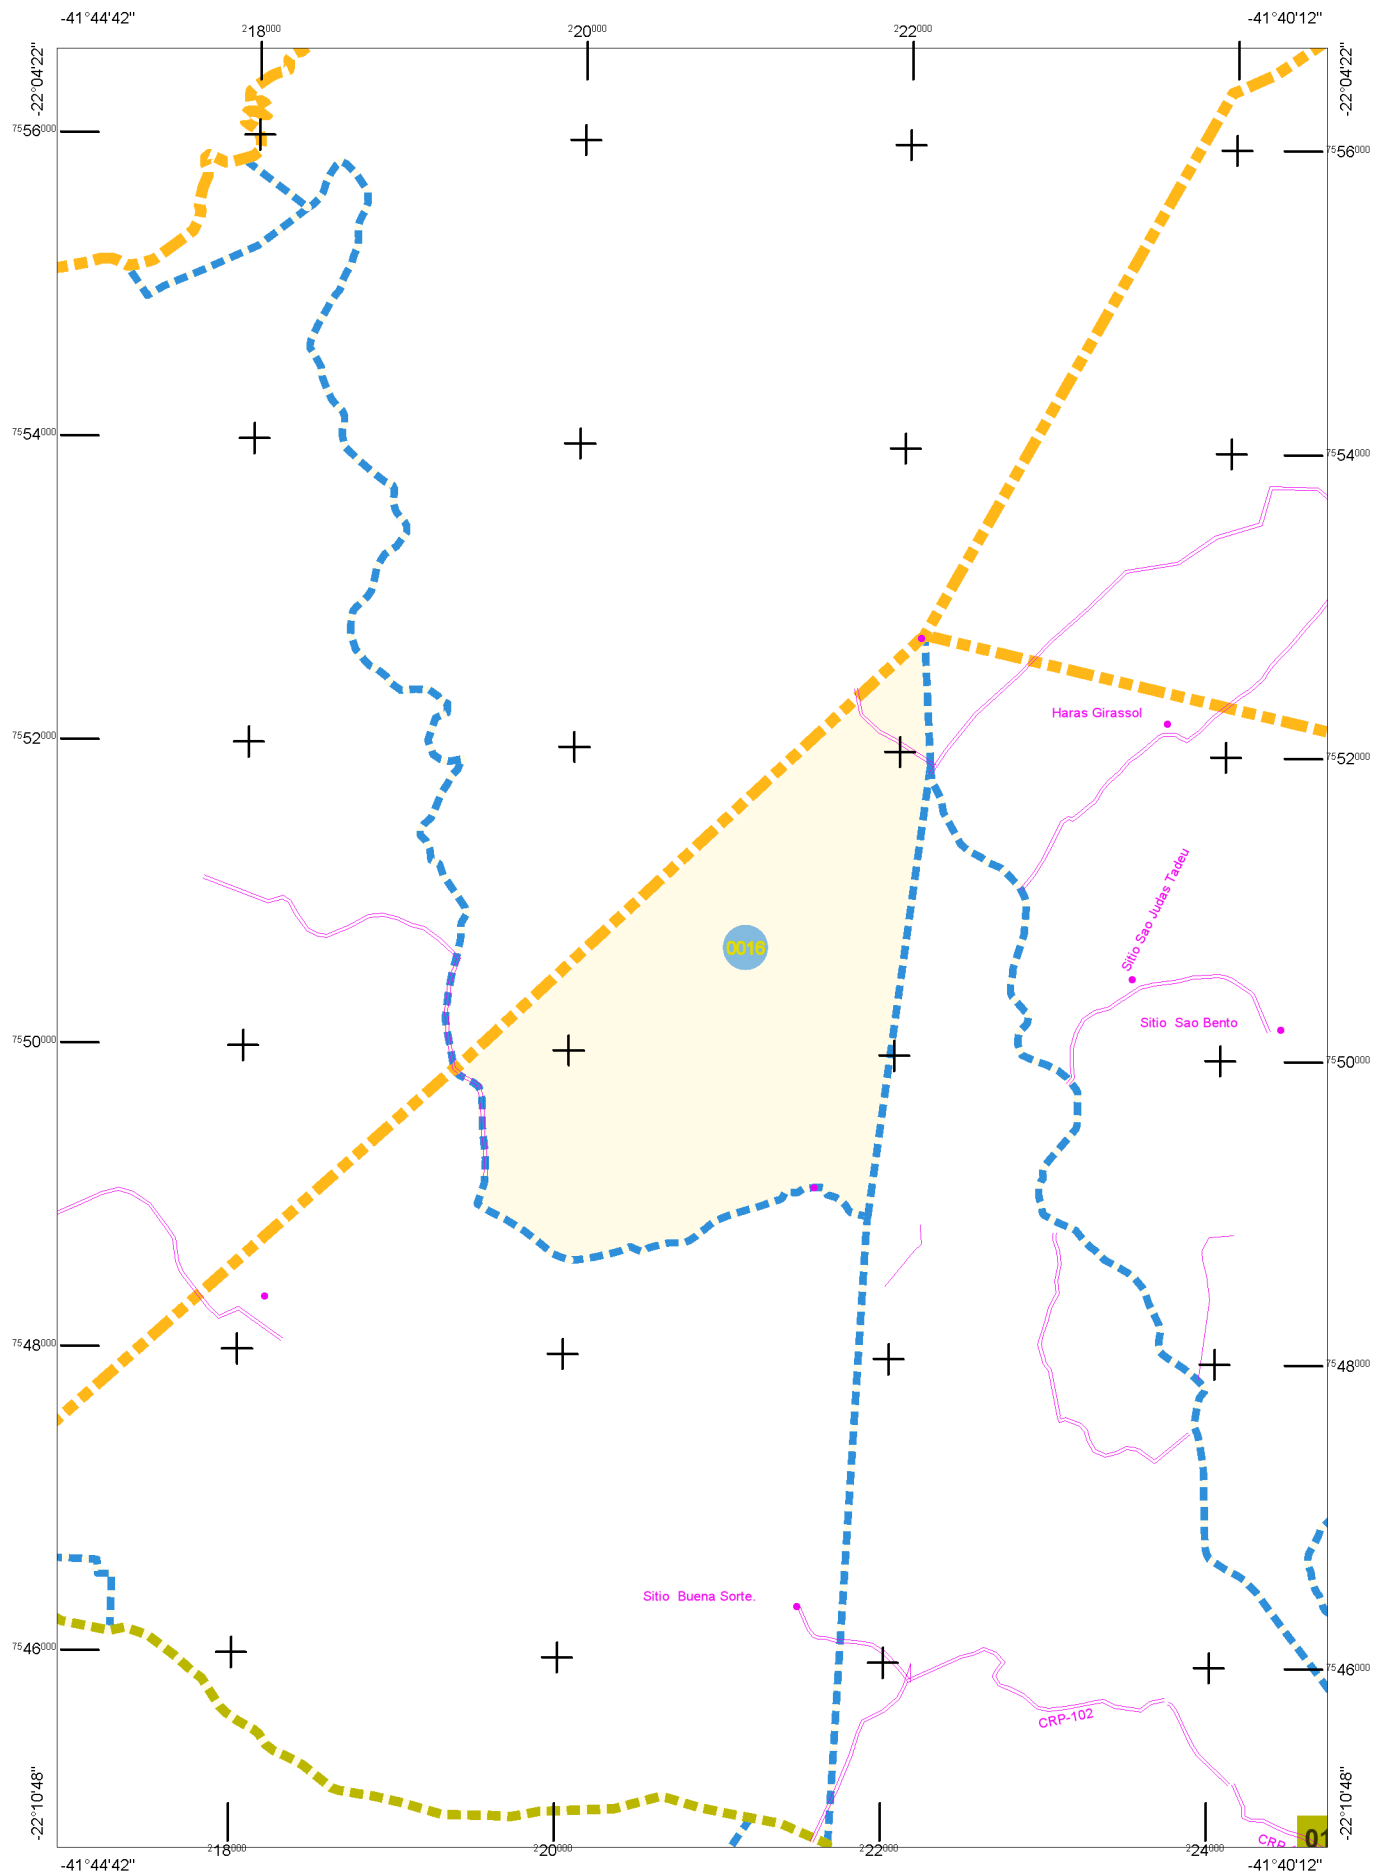 -41°44'42" -41°40'12"
218000 220000 222000
-22°04'22" -22°04'22"
7556000 7556000
7554000 7554000
Haras Girassol
7552000 7552000
Sitio Sao Judas Tadeu
0016
Sitio Sao Bento
7550000 7550000
7548000 7548000
Sitio Buena Sorte.
7546000 7546000
CRP-102
-22°10'48" -22°10'48"
01
CRP
218000 220000 222000 224000
-41°44'42" -41°40'12"